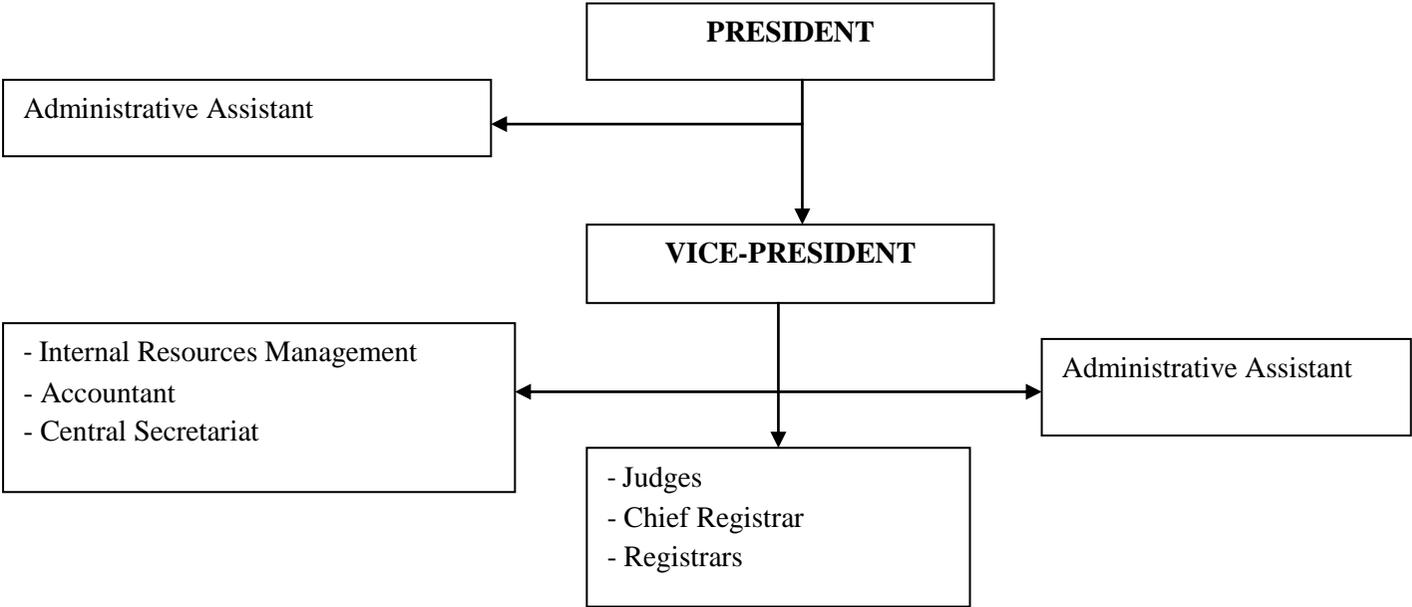 PRESIDENT
Administrative Assistant
VICE-PRESIDENT
- Internal Resources Management
- Accountant
- Central Secretariat
Administrative Assistant
- Judges
- Chief Registrar
- Registrars